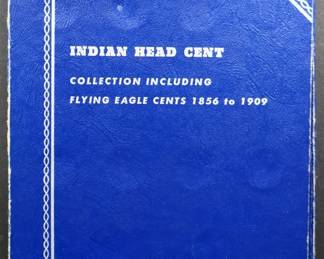 INDIAN HEAD CENT
COLLECTION INCLUDING
FLYING EAGLE CENTS 1856 to 1909